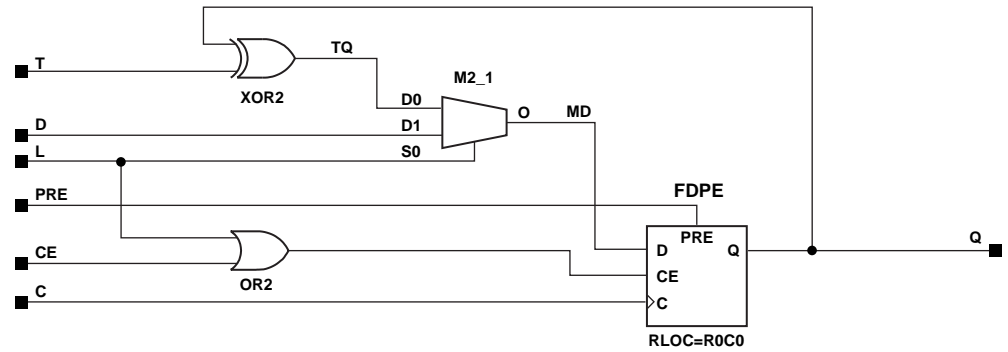 TQ
T
XOR2
M2_1
D0
O
MD
D
D1
L
S0
PRE
FDPE
PRE
D
Q
Q
CE
CE
OR2
C
C
RLOC=R0C0